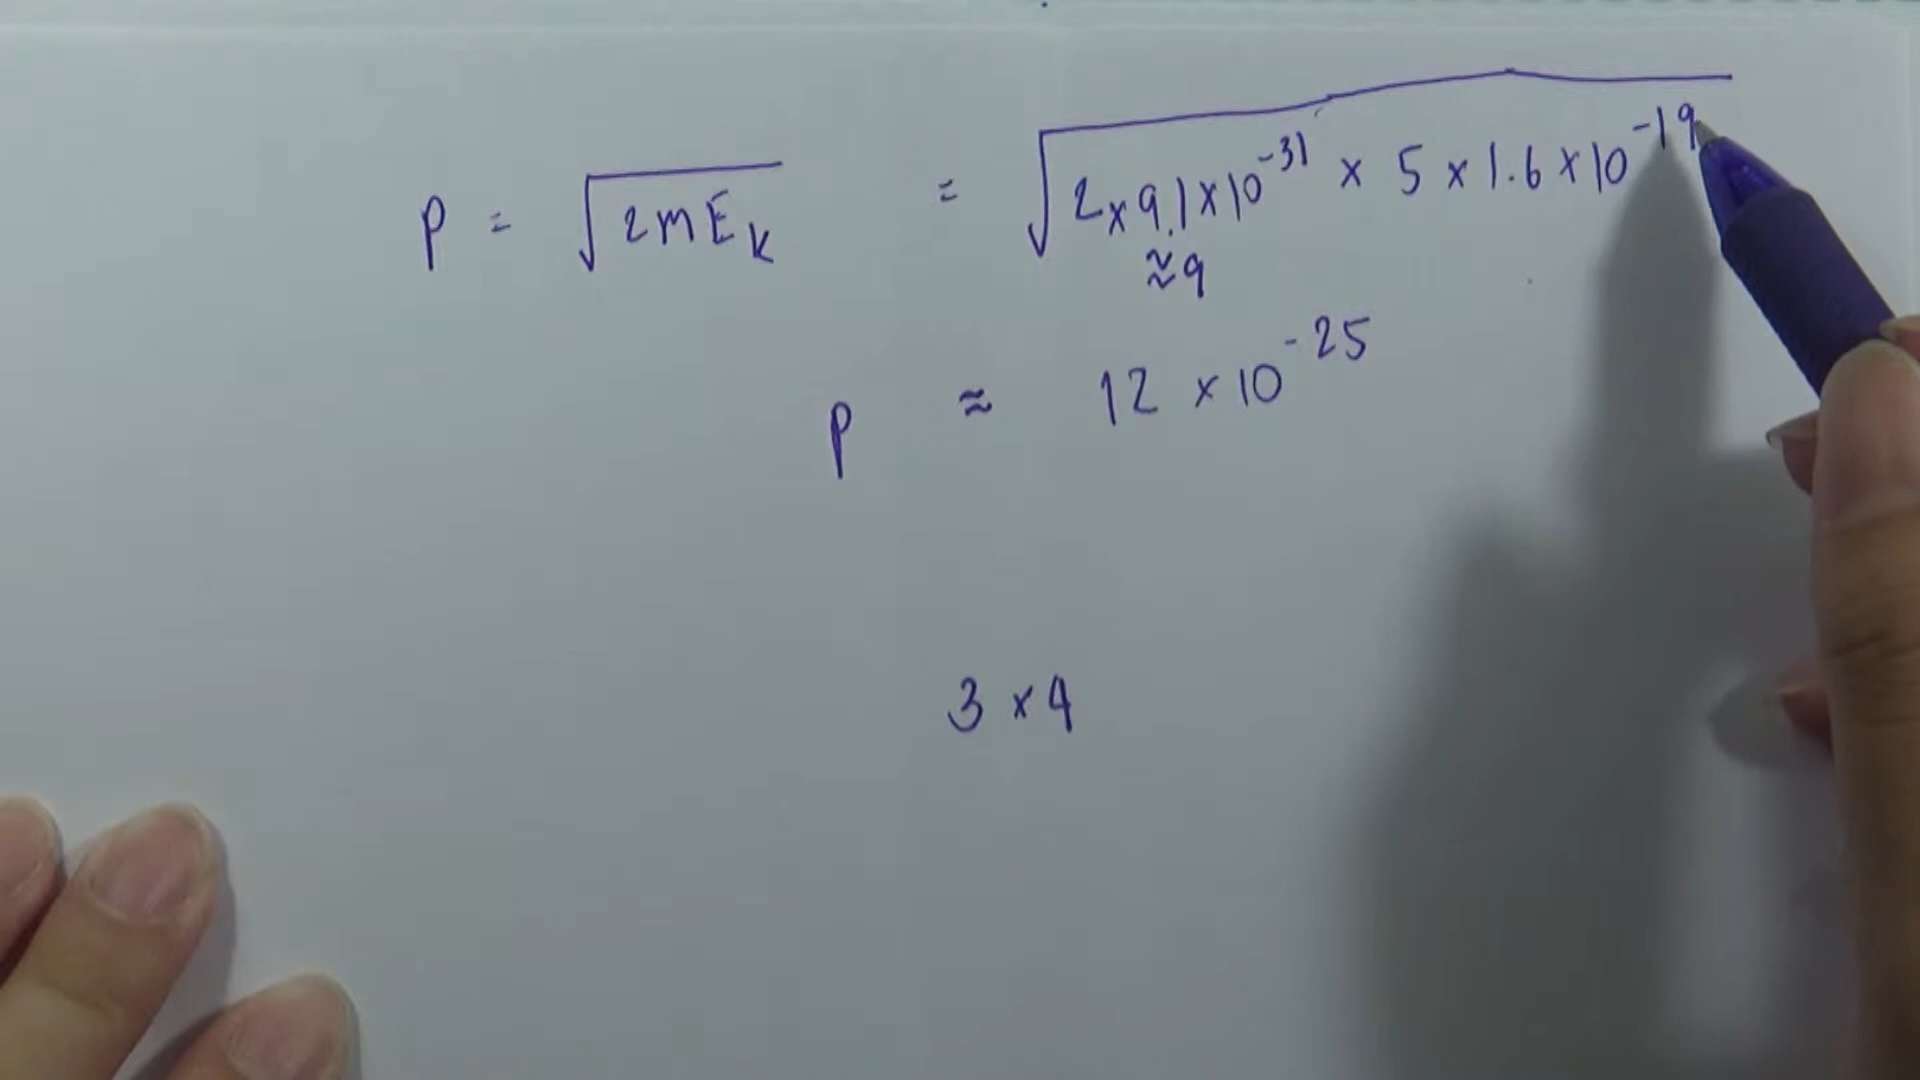 p = √2mE_k = √2×9.1×10^-31 × 5×1.6×10^-19
≈9
p ≈ 12 ×10^-25
3 × 4